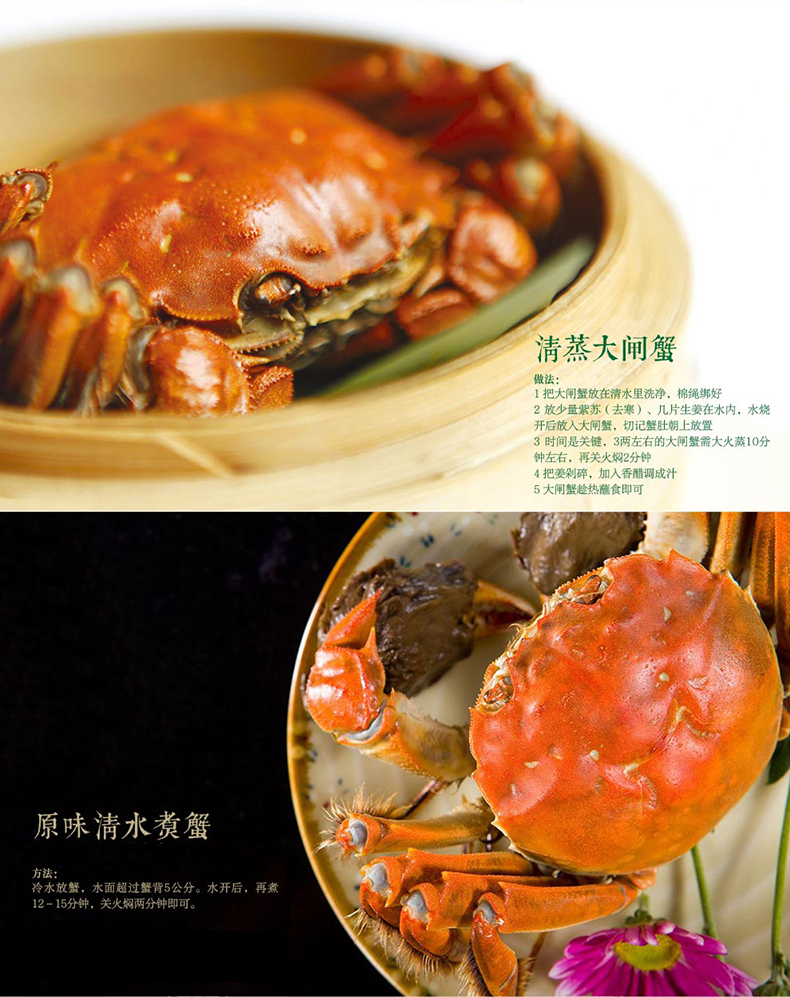 清蒸大闸蟹
做法：
1 把大闸蟹放在清水里洗净，棉绳绑好
2 放少量紫苏（去寒）、几片生姜在水内，水烧
开后放入大闸蟹，切记蟹肚朝上放置
3 时间是关键，3两左右的大闸蟹需大火蒸10分
钟左右，再关火焖2分钟
4 把姜剁碎，加入香醋调成汁
5 大闸蟹趁热蘸食即可
原味清水煮蟹
方法：
冷水放蟹，水面超过蟹背5公分。水开后，再煮
12－15分钟，关火焖两分钟即可。